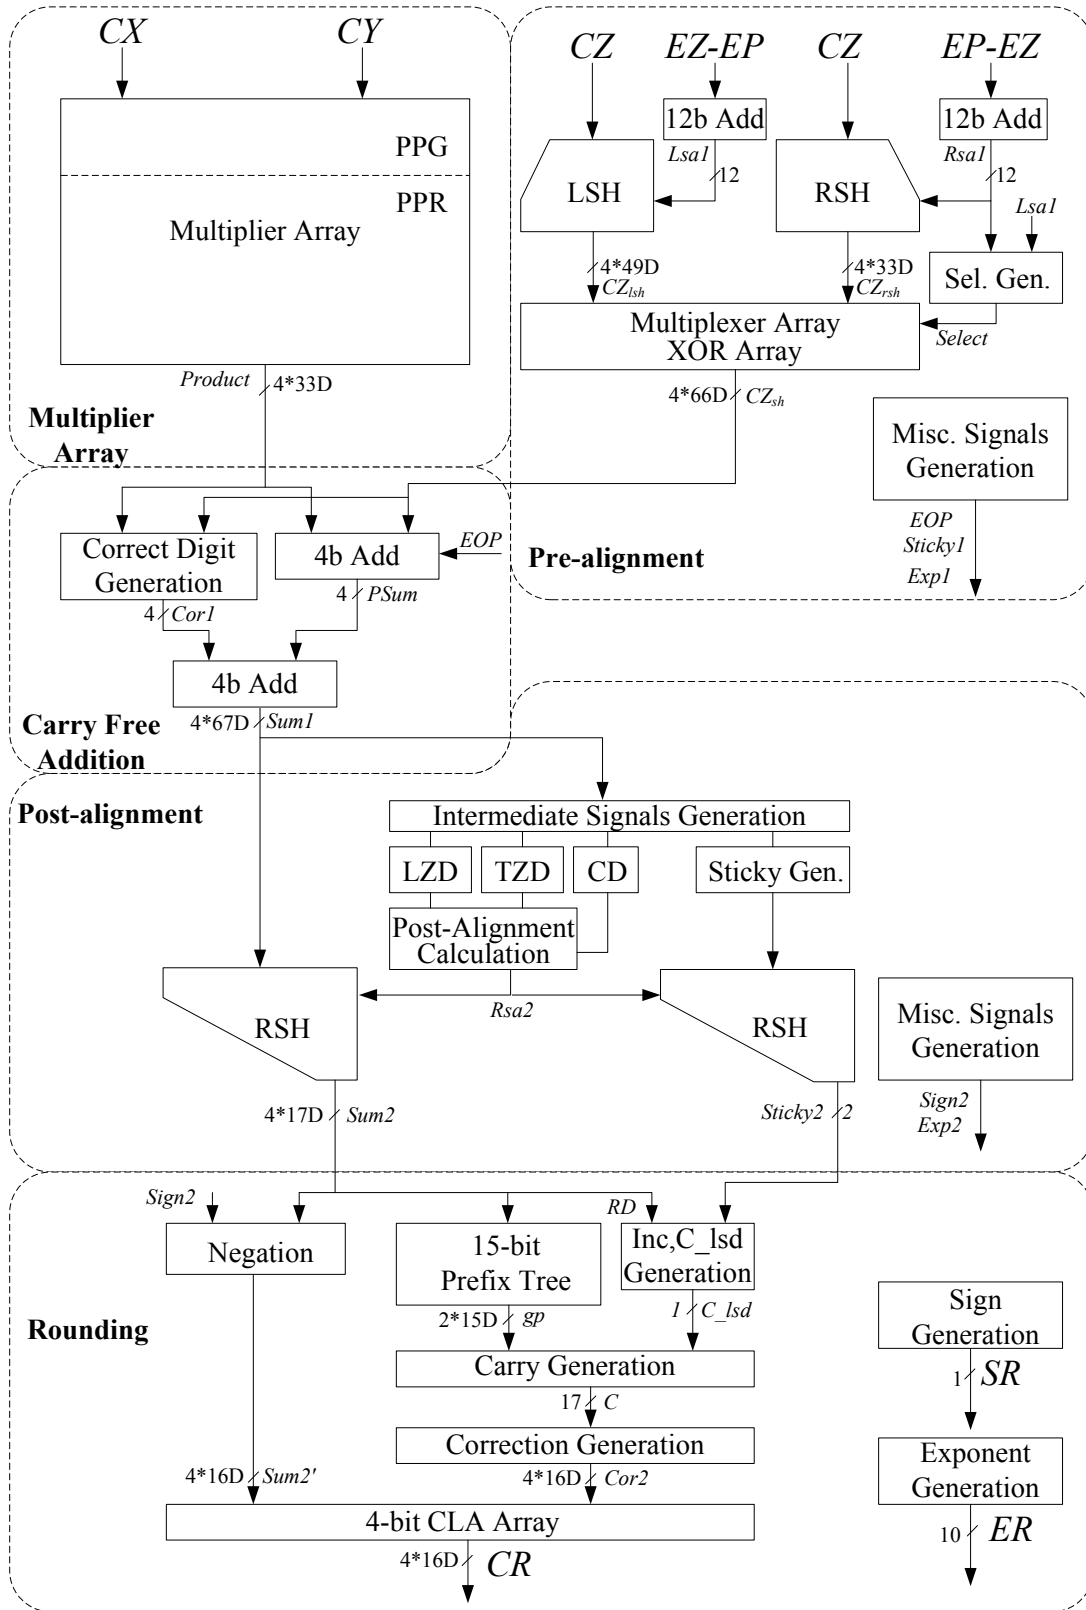 CX
CY
PPG
PPR
Multiplier Array
Product
4*33D
Multiplier
Array
CZ
EZ-EP
CZ
EP-EZ
12b Add
12b Add
Lsa1
12
Rsa1
12
LSH
RSH
Lsa1
4*49D
CZlsh
4*33D
CZrsh
Sel. Gen.
Multiplexer Array
XOR Array
Select
4*66D
CZsh
Misc. Signals
Generation
EOP
Sticky1
Exp1
Pre-alignment
Correct Digit
Generation
4b Add
EOP
4
Cor1
4
PSum
4b Add
4*67D
Sum1
Carry Free
Addition
Post-alignment
Intermediate Signals Generation
LZD
TZD
CD
Sticky Gen.
Post-Alignment
Calculation
RSH
Rsa2
RSH
Misc. Signals
Generation
4*17D
Sum2
Sticky2
2
Sign2
Exp2
Sign2
RD
Negation
15-bit
Prefix Tree
Inc,C_lsd
Generation
2*15D
gp
1
C_lsd
Rounding
Carry Generation
17
C
Correction Generation
4*16D
Sum2'
4*16D
Cor2
4-bit CLA Array
4*16D
CR
Sign
Generation
1
SR
Exponent
Generation
10
ER